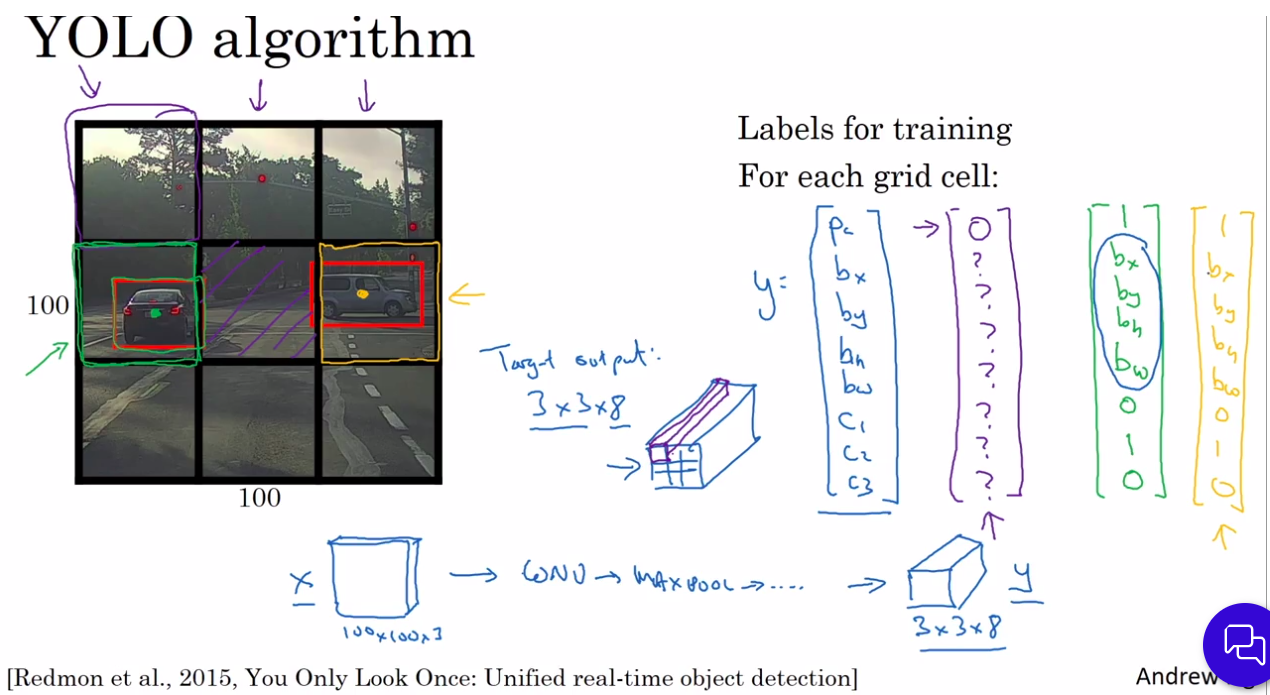 YOLO algorithm
Labels for training
For each grid cell:
100
100
y =
Pc
bx
by
bh
bw
C1
C2
C3
0
?
?
?
?
?
?
?
1
bx
by
bh
bw
0
1
0
1
bx
by
bh
bw
0
1
0
Target output:
3 x 3 x 8
x
100 x 100 x 3
→ CONV → MAXPOOL → ..... →
3 x 3 x 8
y
[Redmon et al., 2015, You Only Look Once: Unified real-time object detection]
Andrew